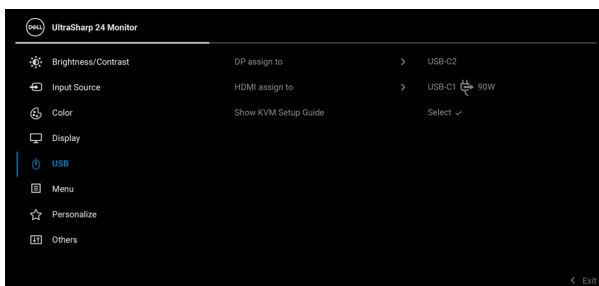 DELL UltraSharp 24 Monitor
Brightness/Contrast DP assign to > USB-C2
Input Source HDMI assign to > USB-C1 90W
Color Show KVM Setup Guide Select ✓
Display
USB
Menu
Personalize
Others
< Exit